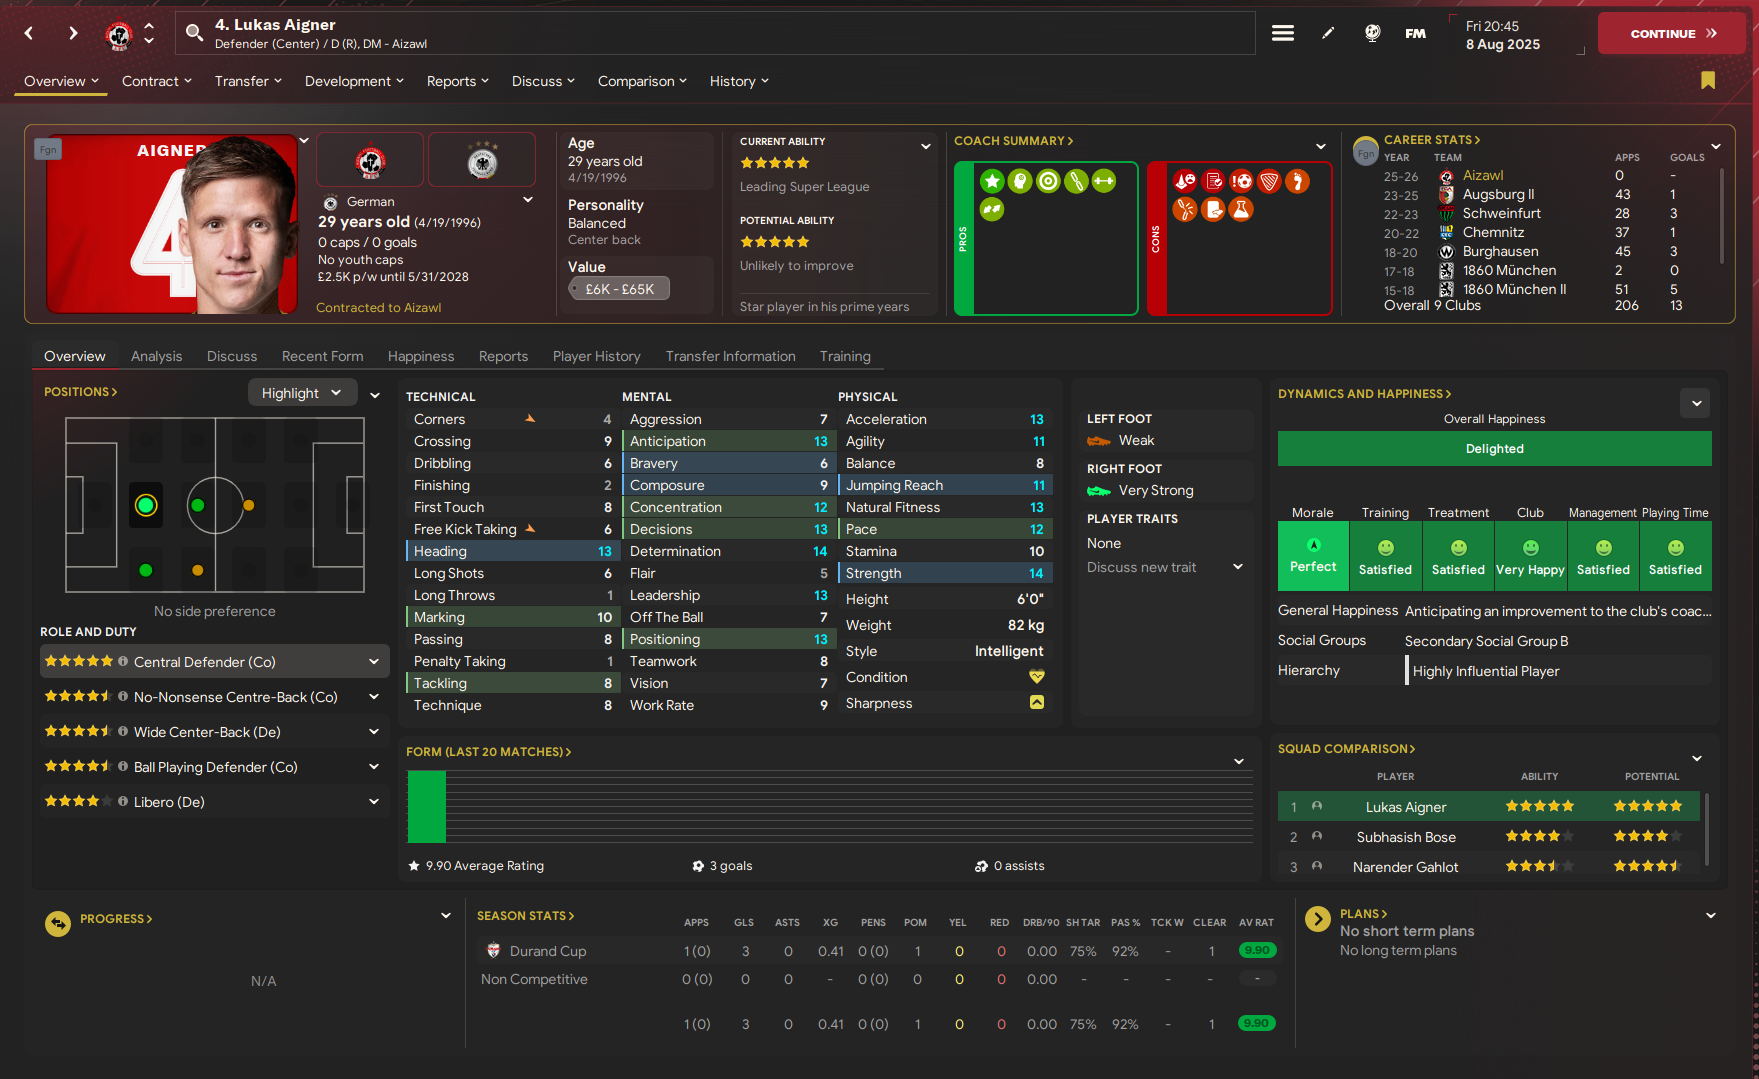 4. Lukas Aigner
Defender (Center) / D (R), DM - Aizawl
FM
Fri 20:45
8 Aug 2025
CONTINUE
Overview
Contract
Transfer
Development
Reports
Discuss
Comparison
History
Fgn
AIGNER
4
German
29 years old (4/19/1996)
0 caps / 0 goals
No youth caps
£2.5K p/w until 5/31/2028
Contracted to Aizawl
Age
29 years old
4/19/1996
Personality
Balanced
Center back
Value
£6K - £65K
CURRENT ABILITY
Leading Super League
POTENTIAL ABILITY
Unlikely to improve
Star player in his prime years
COACH SUMMARY >
PROS
CONS
Fgn
CAREER STATS >
YEAR TEAM APPS GOALS
25-26 Aizawl 0 -
23-25 Augsburg II 43 1
22-23 Schweinfurt 28 3
20-22 Chemnitz 37 1
18-20 Burghausen 45 3
17-18 1860 München 2 0
15-18 1860 München II 51 5
Overall 9 Clubs 206 13
Overview
Analysis
Discuss
Recent Form
Happiness
Reports
Player History
Transfer Information
Training
POSITIONS >
Highlight
No side preference
ROLE AND DUTY
Central Defender (Co)
No-Nonsense Centre-Back (Co)
Wide Center-Back (De)
Ball Playing Defender (Co)
Libero (De)
TECHNICAL
Corners 4
Crossing 9
Dribbling 6
Finishing 2
First Touch 8
Free Kick Taking 6
Heading 13
Long Shots 6
Long Throws 1
Marking 10
Passing 8
Penalty Taking 1
Tackling 8
Technique 8
MENTAL
Aggression 7
Anticipation 13
Bravery 6
Composure 9
Concentration 12
Decisions 13
Determination 14
Flair 5
Leadership 13
Off The Ball 7
Positioning 13
Teamwork 8
Vision 7
Work Rate 9
PHYSICAL
Acceleration 13
Agility 11
Balance 8
Jumping Reach 11
Natural Fitness 13
Pace 12
Stamina 10
Strength 14
Height 6'0"
Weight 82 kg
Style Intelligent
Condition
Sharpness
LEFT FOOT
Weak
RIGHT FOOT
Very Strong
PLAYER TRAITS
None
Discuss new trait
DYNAMICS AND HAPPINESS >
Overall Happiness
Delighted
Morale Training Treatment Club Management Playing Time
Perfect Satisfied Satisfied Very Happy Satisfied Satisfied
General Happiness Anticipating an improvement to the club's coac...
Social Groups Secondary Social Group B
Hierarchy Highly Influential Player
FORM (LAST 20 MATCHES) >
9.90 Average Rating
3 goals
0 assists
SQUAD COMPARISON >
PLAYER ABILITY POTENTIAL
1 Lukas Aigner
2 Subhasish Bose
3 Narender Gahlot
PROGRESS >
N/A
SEASON STATS > APPS GLS ASTS XG PENS POM YEL RED DRB/90 SH TAR PAS % TCK W CLEAR AV RAT
Durand Cup 1 (0) 3 0 0.41 0 (0) 1 0 0 0.00 75% 92% - 1 9.90
Non Competitive 0 (0) 0 0 - 0 (0) 0 0 0 0.00 - - - - -
1 (0) 3 0 0.41 0 (0) 1 0 0 0.00 75% 92% - 1 9.90
PLANS >
No short term plans
No long term plans